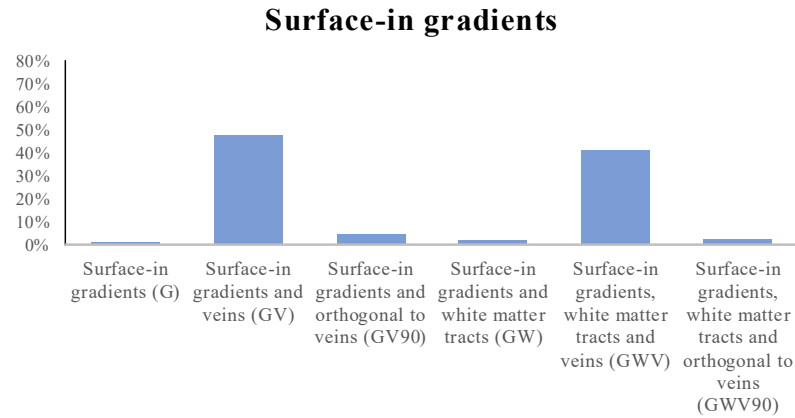 Surface-in gradients
80%
70%
60%
50%
40%
30%
20%
10%
0%
Surface-in
gradients (G)
Surface-in
gradients and
veins (GV)
Surface-in
gradients and
orthogonal to
veins (GV90)
Surface-in
gradients and
white matter
tracts (GW)
Surface-in
gradients,
white matter
tracts and
veins (GWV)
Surface-in
gradients,
white matter
tracts and
orthogonal to
veins
(GWV90)